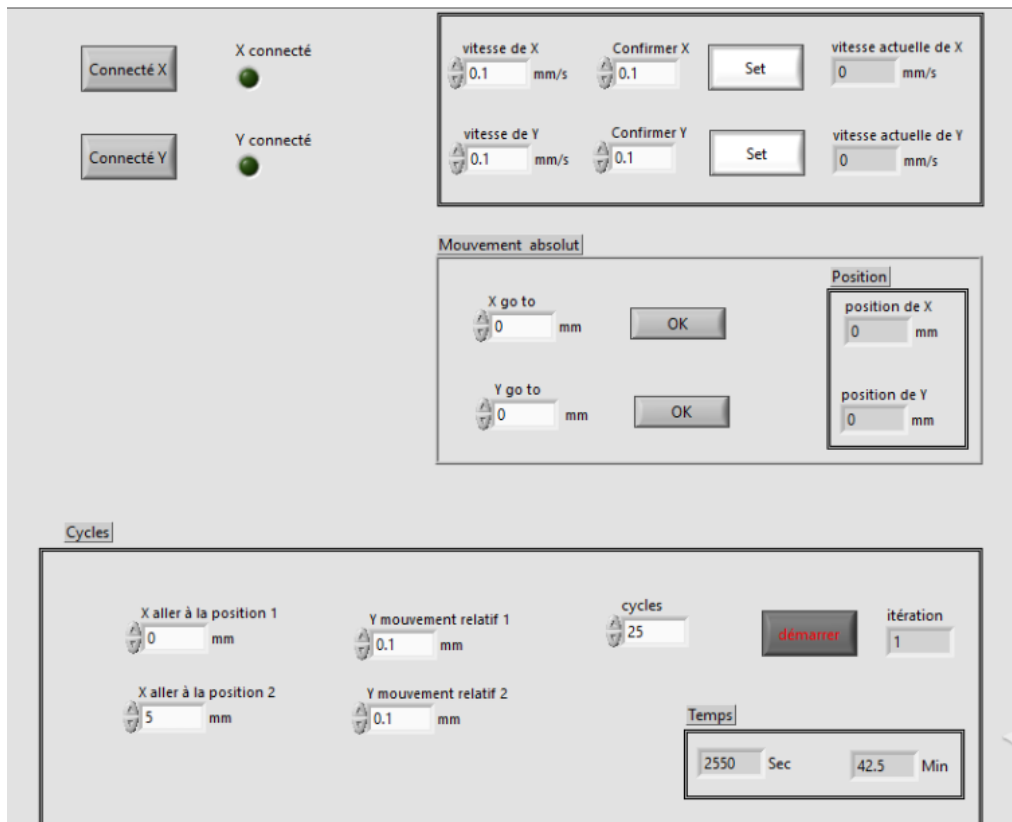 Connecté X
X connecté
Connecté Y
Y connecté
vitesse de X
0.1 mm/s
Confirmer X
0.1
Set
vitesse actuelle de X
0 mm/s
vitesse de Y
0.1 mm/s
Confirmer Y
0.1
Set
vitesse actuelle de Y
0 mm/s
Mouvement absolut
X go to
0 mm
OK
Y go to
0 mm
OK
Position
position de X
0 mm
position de Y
0 mm
Cycles
X aller à la position 1
0 mm
Y mouvement relatif 1
0.1 mm
cycles
25
démarrer
itération
1
X aller à la position 2
5 mm
Y mouvement relatif 2
0.1 mm
Temps
2550 Sec
42.5 Min